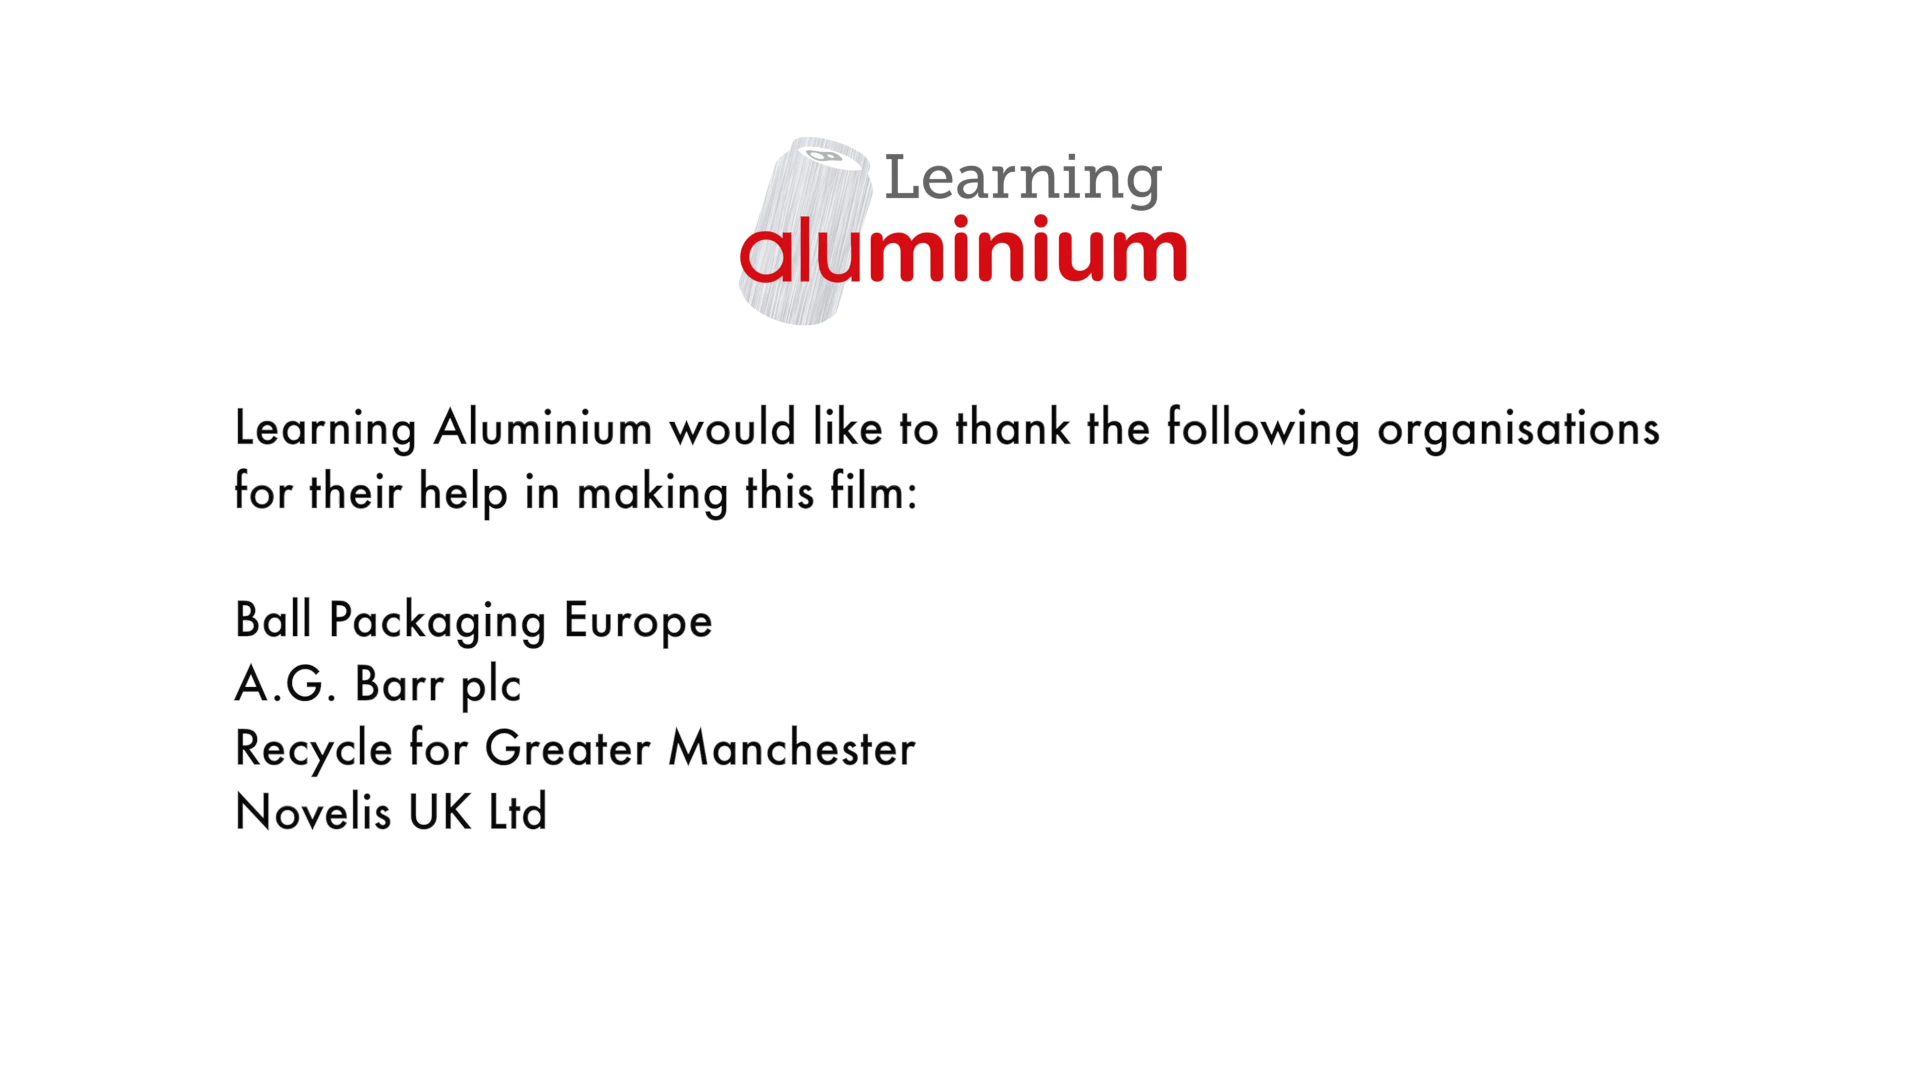 Learning
aluminium
Learning Aluminium would like to thank the following organisations
for their help in making this film:
Ball Packaging Europe
A.G. Barr plc
Recycle for Greater Manchester
Novelis UK Ltd